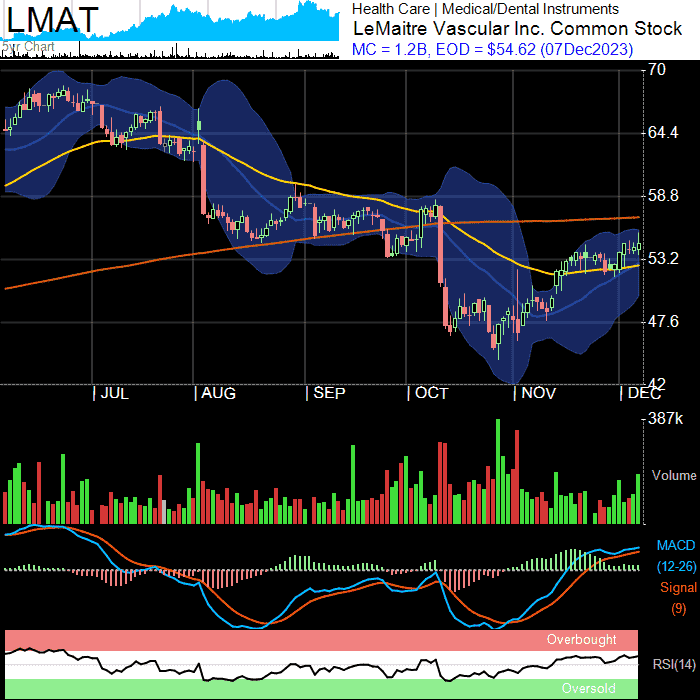 LMAT
5yr Chart
Health Care | Medical/Dental Instruments
LeMaitre Vascular Inc. Common Stock
MC = 1.2B, EOD = $54.62 (07Dec2023)
70
64.4
58.8
53.2
47.6
42
| JUL | AUG | SEP | OCT | NOV | DEC
387k
Volume
MACD
(12-26)
Signal
(9)
Overbought
RSI(14)
Oversold